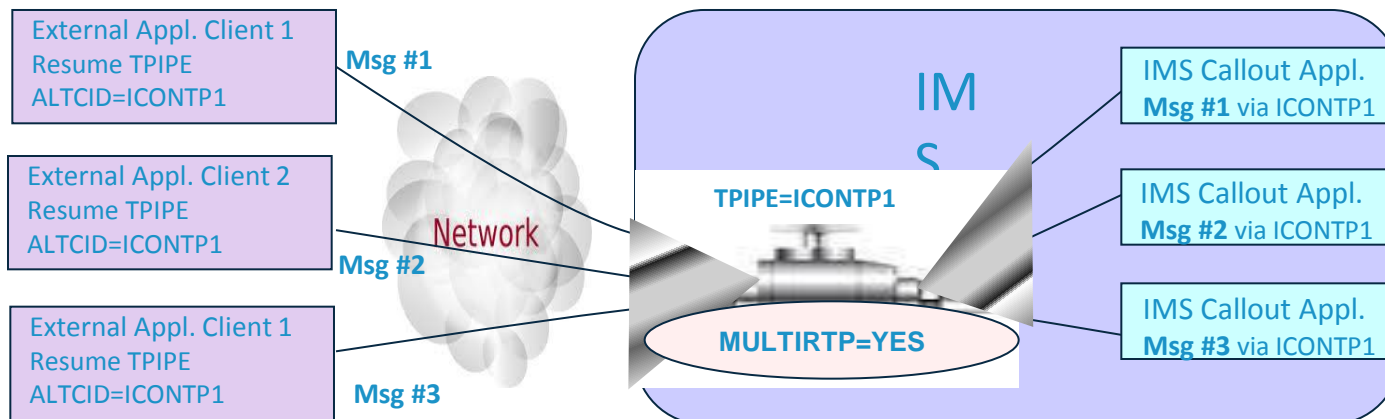 External Appl. Client 1
Resume TPIPE
ALTCID=ICONTP1
Msg #1
External Appl. Client 2
Resume TPIPE
ALTCID=ICONTP1
Msg #2
External Appl. Client 1
Resume TPIPE
ALTCID=ICONTP1
Msg #3
Network
IM
S
TPIPE=ICONTP1
MULTIRTP=YES
IMS Callout Appl.
Msg #1 via ICONTP1
IMS Callout Appl.
Msg #2 via ICONTP1
IMS Callout Appl.
Msg #3 via ICONTP1